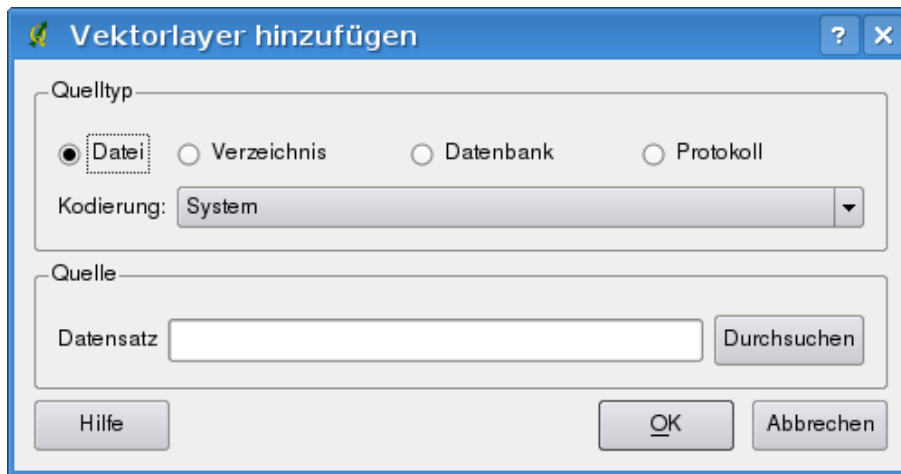 Vektorlayer hinzufügen ?
Quelltyp
Datei Verzeichnis Datenbank Protokoll
Kodierung: System
Quelle
Datensatz Durchsuchen
Hilfe OK Abbrechen